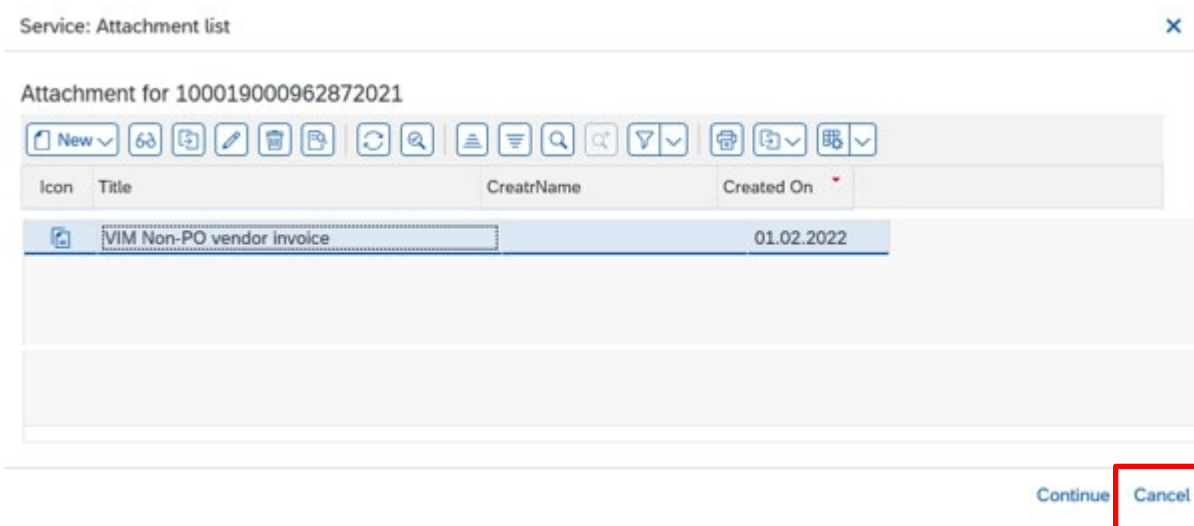 Service: Attachment list
Attachment for 100019000962872021
New
Icon Title CreatrName Created On
VIM Non-PO vendor invoice 01.02.2022
Continue Cancel